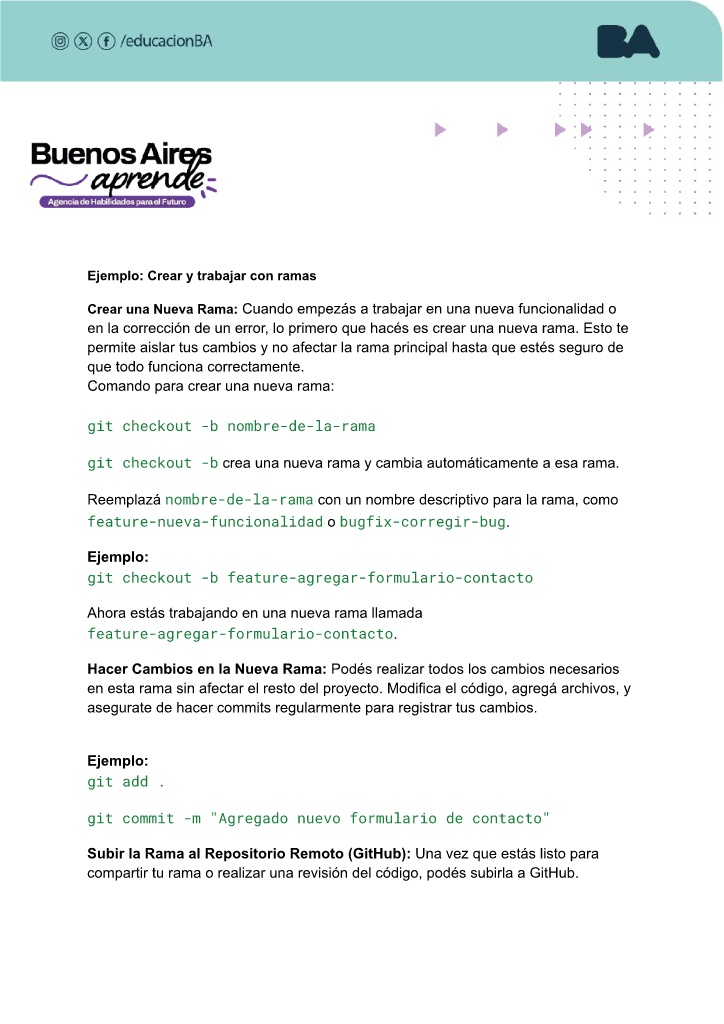 /educacionBA
BA
Buenos Aires
aprende
Agencia de Habilidades para el Futuro
Ejemplo: Crear y trabajar con ramas
Crear una Nueva Rama: Cuando empezás a trabajar en una nueva funcionalidad o
en la corrección de un error, lo primero que hacés es crear una nueva rama. Esto te
permite aislar tus cambios y no afectar la rama principal hasta que estés seguro de
que todo funciona correctamente.
Comando para crear una nueva rama:
git checkout -b nombre-de-la-rama
git checkout -b crea una nueva rama y cambia automáticamente a esa rama.
Reemplazá nombre-de-la-rama con un nombre descriptivo para la rama, como
feature-nueva-funcionalidad o bugfix-corregir-bug.
Ejemplo:
git checkout -b feature-agregar-formulario-contacto
Ahora estás trabajando en una nueva rama llamada
feature-agregar-formulario-contacto.
Hacer Cambios en la Nueva Rama: Podés realizar todos los cambios necesarios
en esta rama sin afectar el resto del proyecto. Modifica el código, agregá archivos, y
asegurate de hacer commits regularmente para registrar tus cambios.
Ejemplo:
git add .
git commit -m "Agregado nuevo formulario de contacto"
Subir la Rama al Repositorio Remoto (GitHub): Una vez que estás listo para
compartir tu rama o realizar una revisión del código, podés subirla a GitHub.